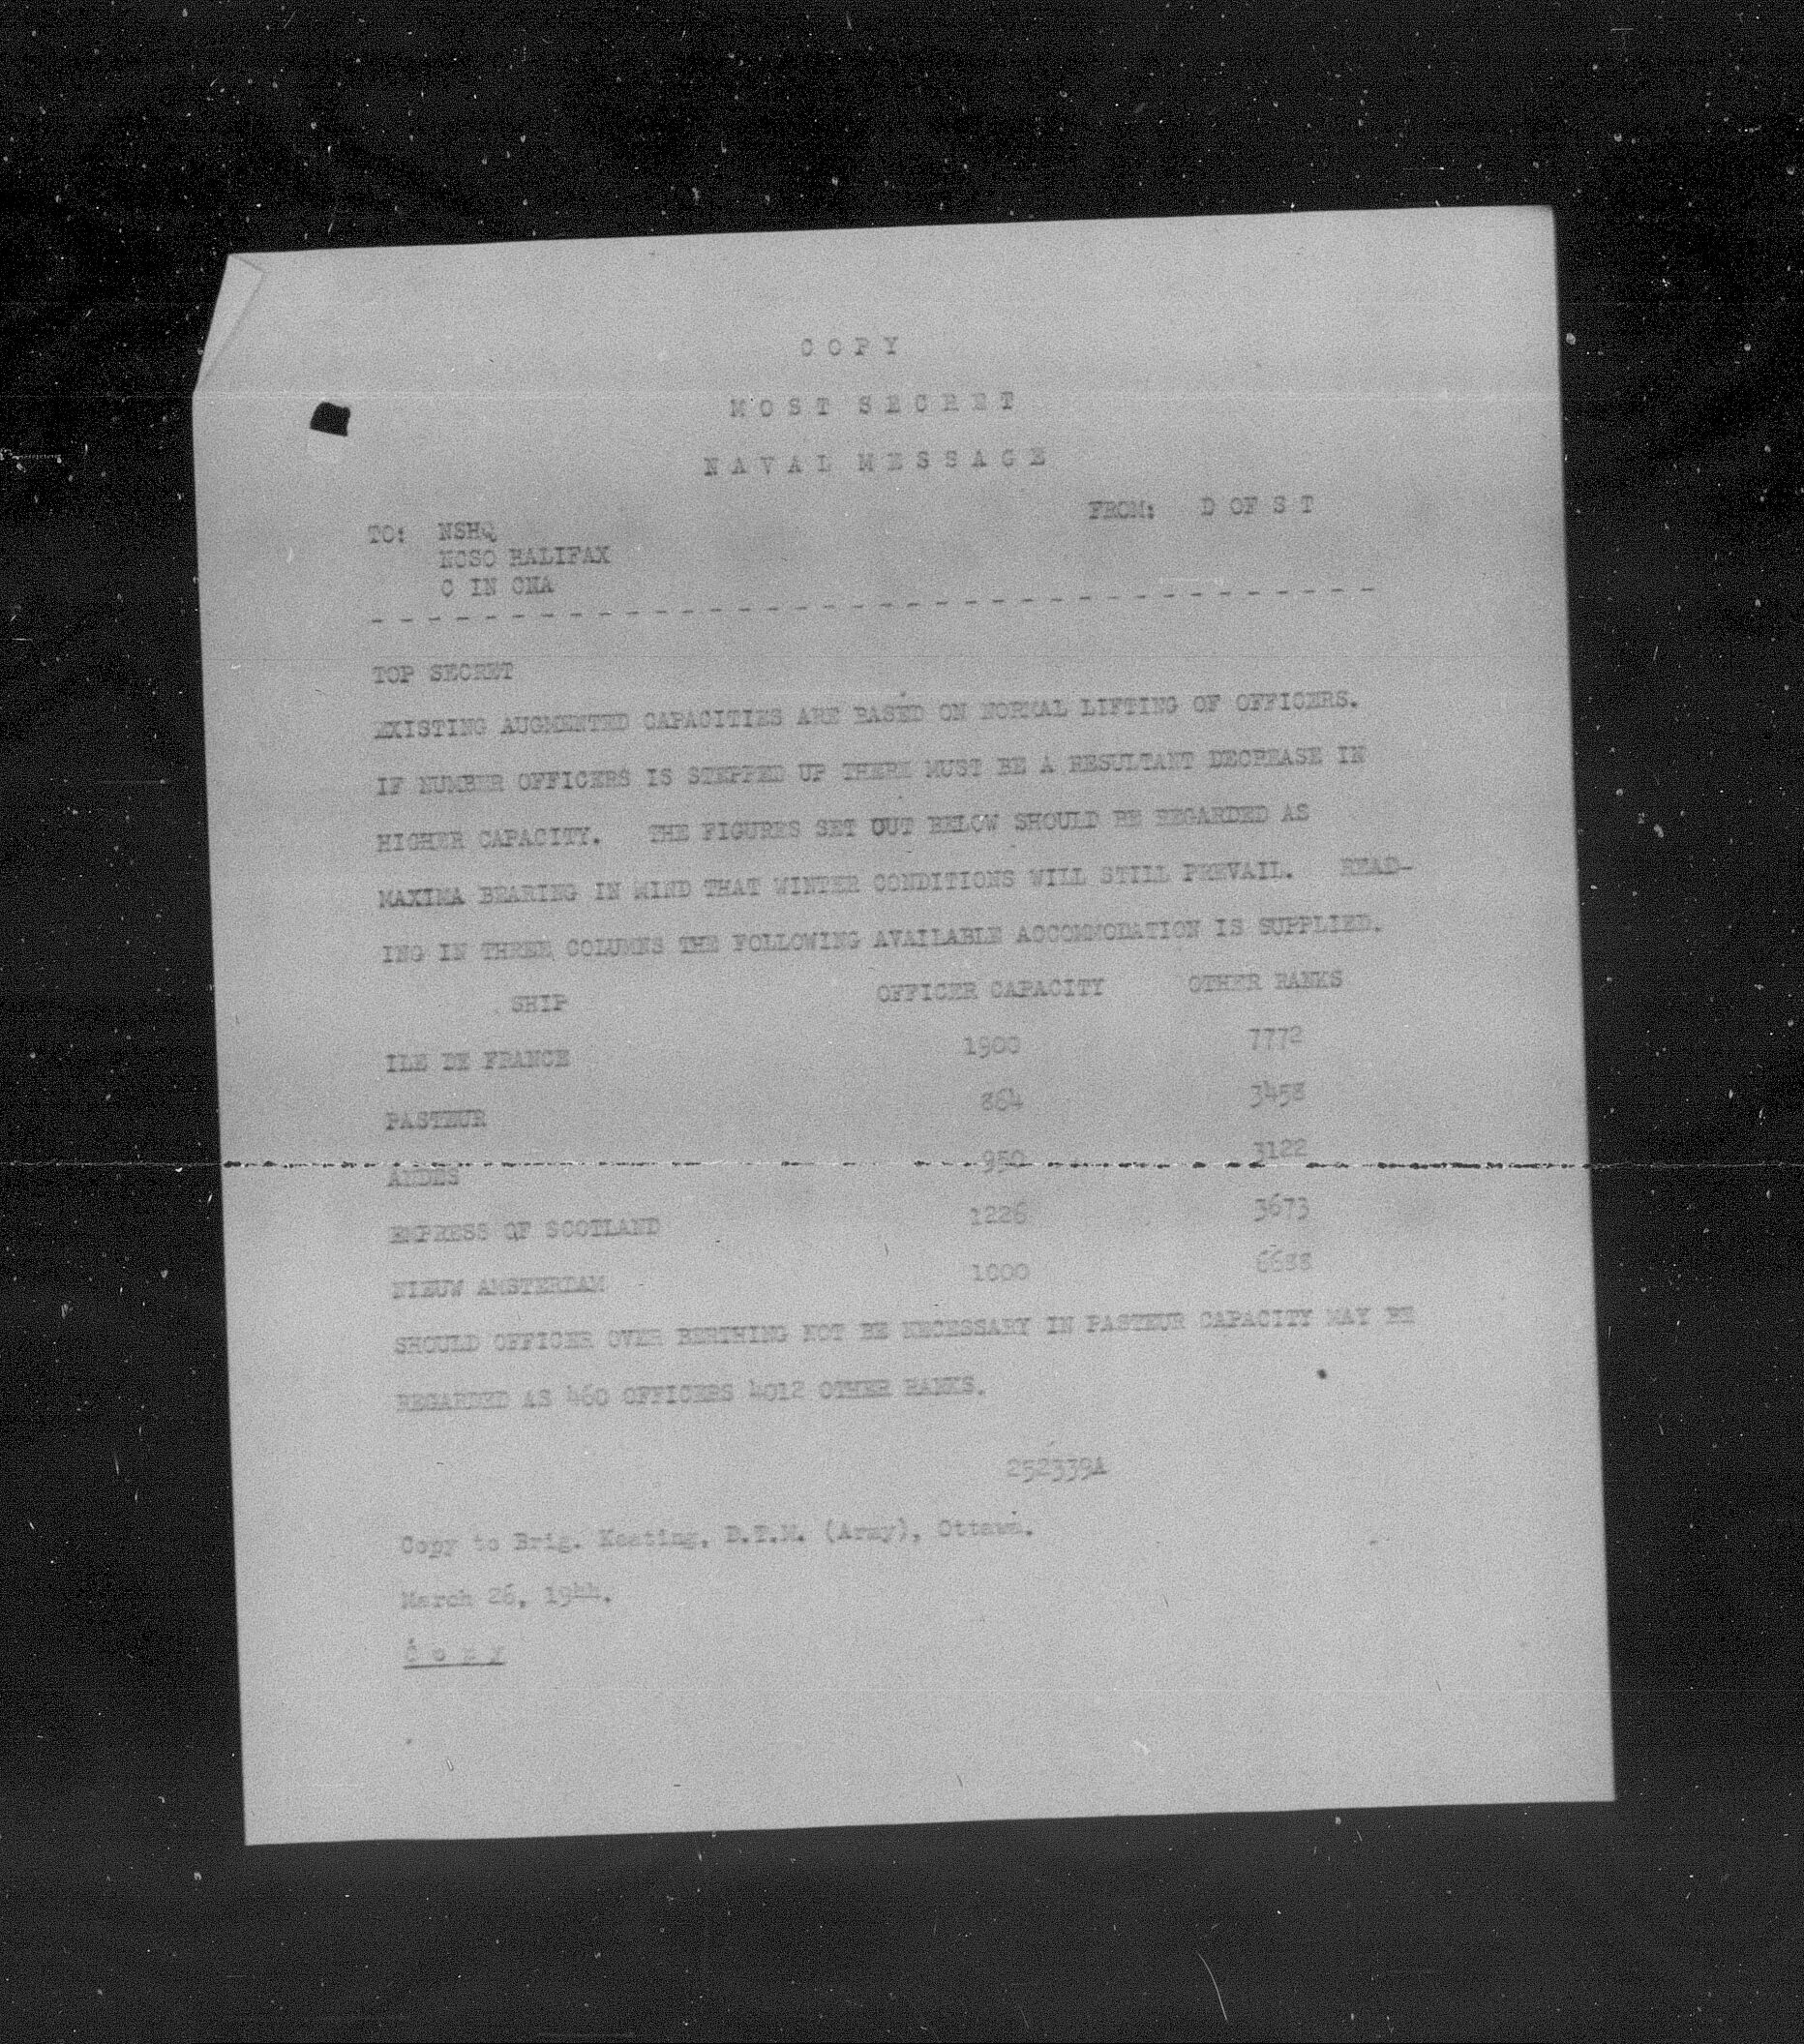 COPY
MOST SECRET
NAVAL MESSAGE
FROM: D OF S T
TO: NSHQ
NCSO HALIFAX
C IN CNA
TOP SECRET
EXISTING AUGMENTED CAPACITIES ARE BASED ON NORMAL LIFTING OF OFFICERS.
IF NUMBER OFFICERS IS STEPPED UP THERE MUST BE A RESULTANT DECREASE IN
HIGHER CAPACITY. THE FIGURES SET OUT BELOW SHOULD BE REGARDED AS
MAXIMA BEARING IN MIND THAT WINTER CONDITIONS WILL STILL PREVAIL. READ-
ING IN THREE COLUMNS THE FOLLOWING AVAILABLE ACCOMMODATION IS SUPPLIED.
SHIP OFFICER CAPACITY OTHER RANKS
ILE DE FRANCE 1900 7772
PASTEUR 864 3458
ANDES 950 3122
EMPRESS OF SCOTLAND 1226 3673
NIEUW AMSTERDAM 1000 6688
SHOULD OFFICER OVER BERTHING NOT BE NECESSARY IN PASTEUR CAPACITY MAY BE
REGARDED AS 460 OFFICERS 4012 OTHER RANKS.
252339A
Copy to Brig. Keating, D.T.M. (Army), Ottawa.
March 26, 1944.
Copy